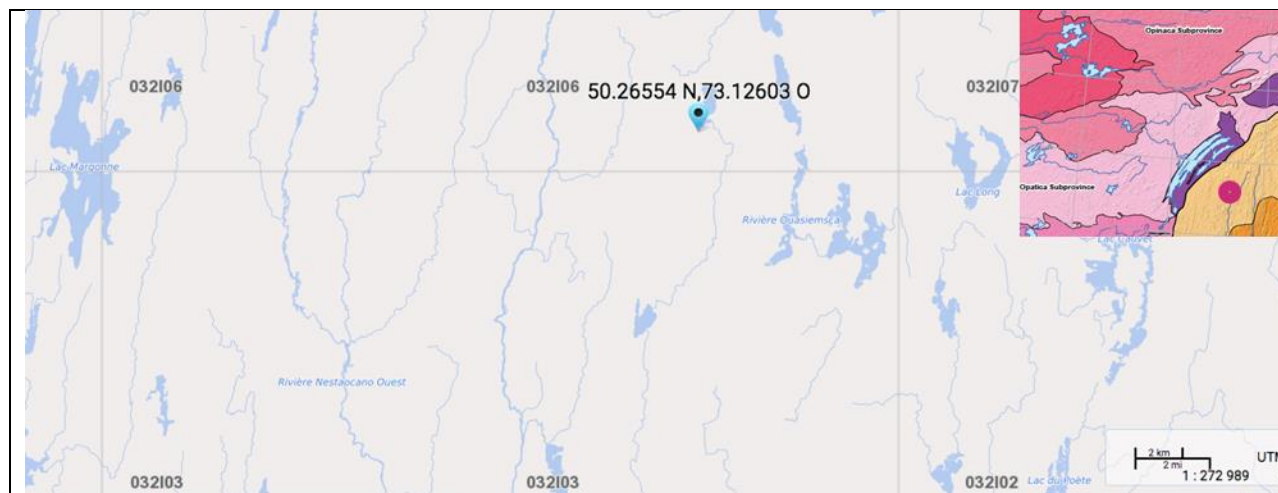 Opinaca Subprovince
032I06
032I06
50.26554 N,73.12603 O
032I07
Lac Margonne
Opatica Subprovince
Lac Long
Rivière Ouasiemsca
Rivière Nestaocano Ouest
2 km
2 mi
UTM
1 : 272 989
032I03
032I03
032I02
Lac du Poète